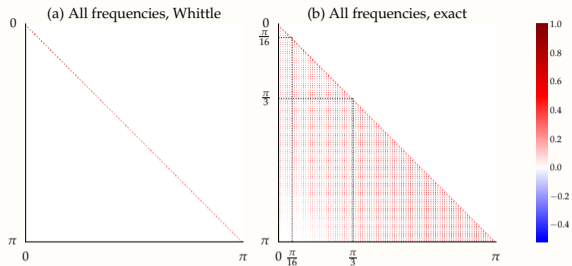 (a) All frequencies, Whittle
(b) All frequencies, exact
0
π
0
π
0
π/16
π/3
π
0
π/16
π/3
π
1.0
0.8
0.6
0.4
0.2
0.0
−0.2
−0.4